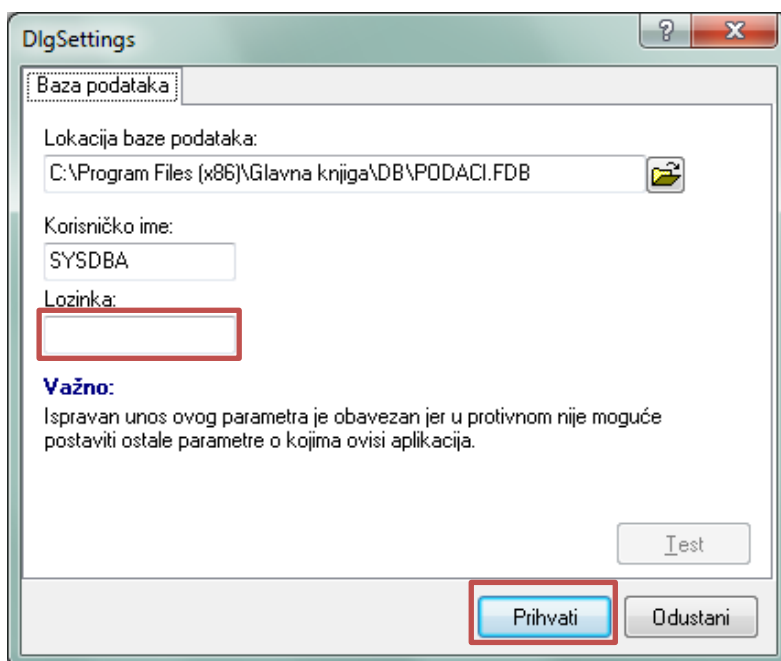 DlgSettings
Baza podataka
Lokacija baze podataka:
C:\Program Files (x86)\Glavna knjiga\DB\PODACI.FDB
Korisničko ime:
SYSDBA
Lozinka:
Važno:
Ispravan unos ovog parametra je obavezan jer u protivnom nije moguće
postaviti ostale parametre o kojima ovisi aplikacija.
Test
Prihvati Odustani